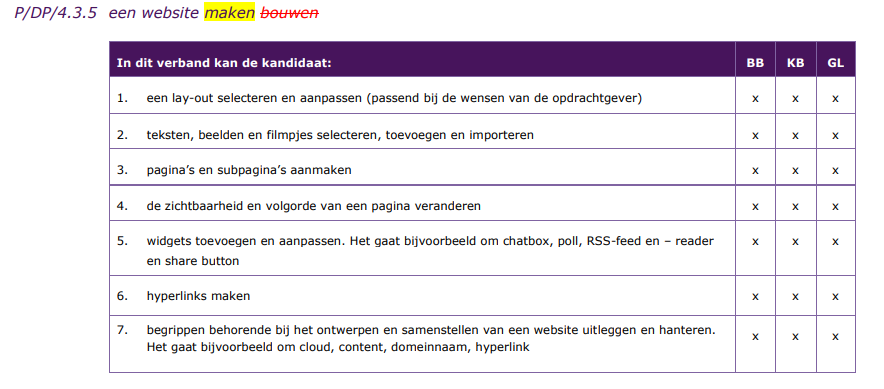 P/DP/4.3.5 een website maken bouwen
In dit verband kan de kandidaat: BB KB GL
1. een lay-out selecteren en aanpassen (passend bij de wensen van de opdrachtgever) x x x
2. teksten, beelden en filmpjes selecteren, toevoegen en importeren x x x
3. pagina’s en subpagina’s aanmaken x x x
4. de zichtbaarheid en volgorde van een pagina veranderen x x x
5. widgets toevoegen en aanpassen. Het gaat bijvoorbeeld om chatbox, poll, RSS-feed en – reader x x x
en share button
6. hyperlinks maken x x x
7. begrippen behorende bij het ontwerpen en samenstellen van een website uitleggen en hanteren. x x x
Het gaat bijvoorbeeld om cloud, content, domeinnaam, hyperlink